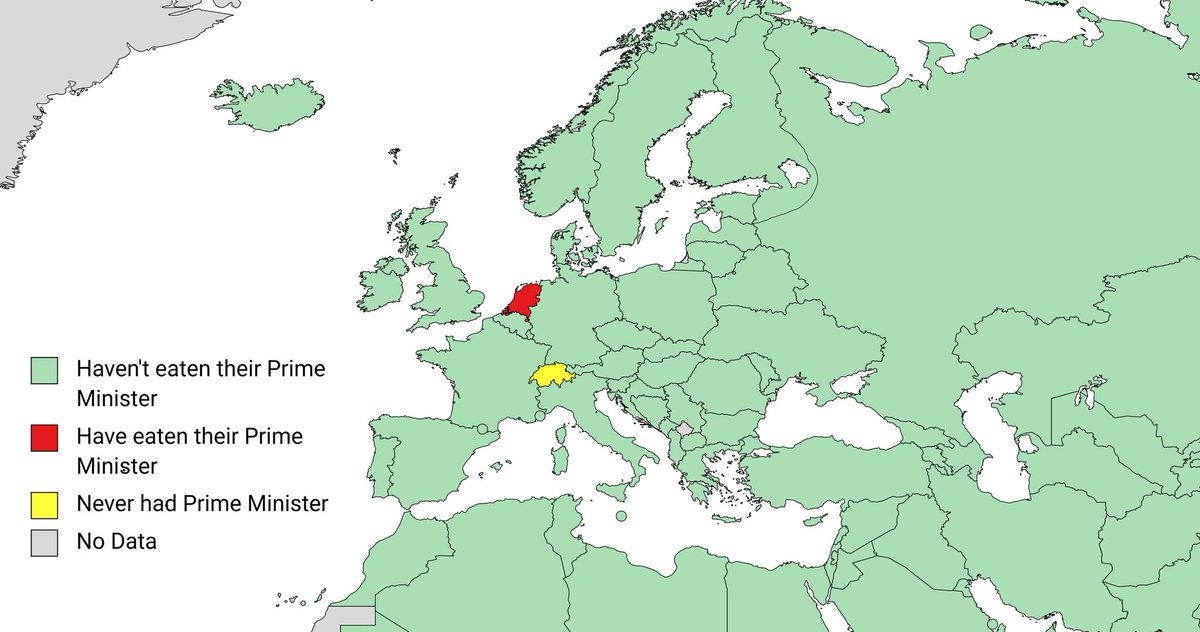 Haven't eaten their Prime
Minister
Have eaten their Prime
Minister
Never had Prime Minister
No Data